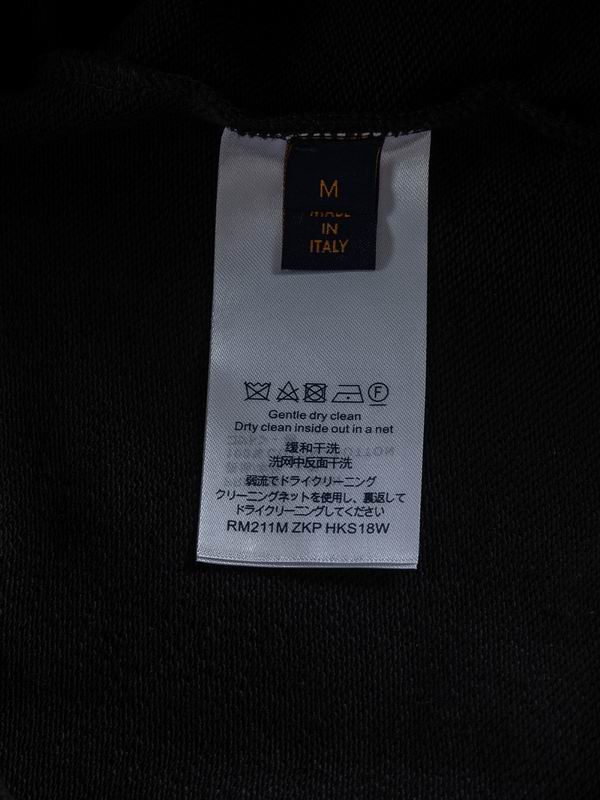 M
MADE
IN
ITALY
F
Gentle dry clean
Drty clean inside out in a net
缓和干洗
洗网中反面干洗
弱流でドライクリーニング
クリーニングネットを使用し、裏返して
ドライクリーニングしてください
RM211M ZKP HKS18W